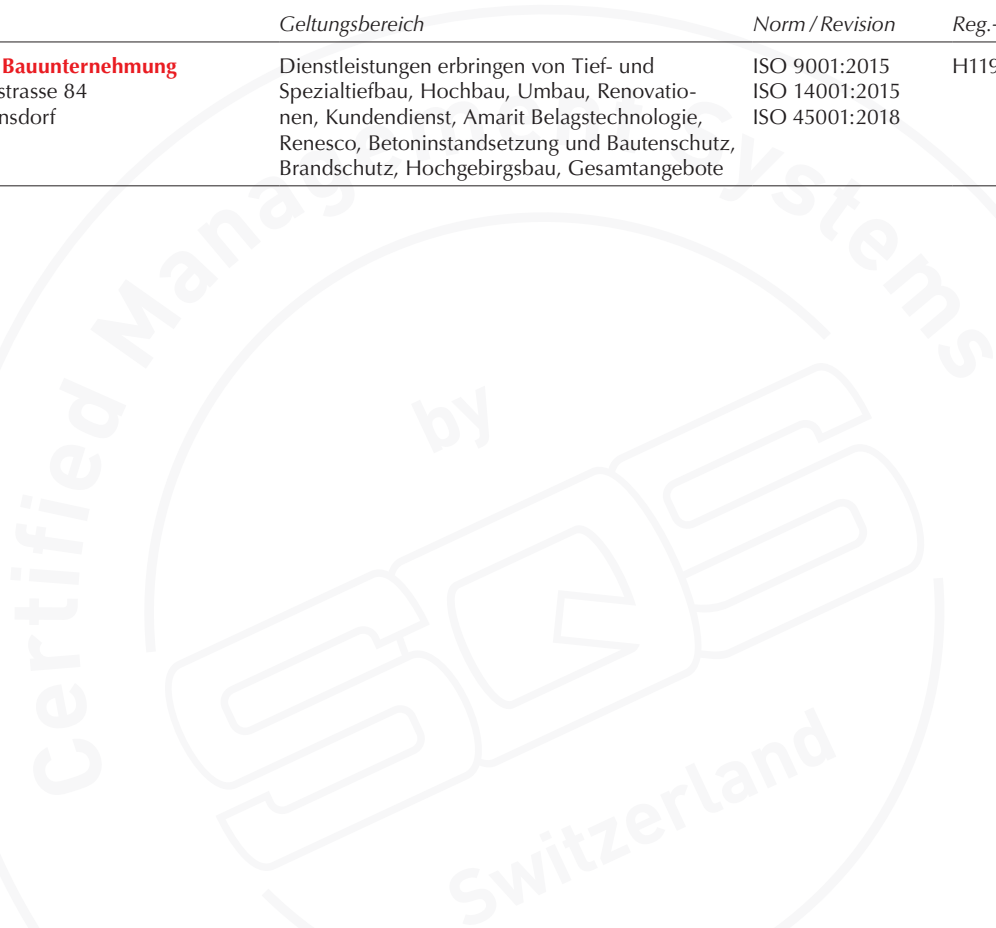 Geltungsbereich Norm / Revision Reg.-
Bauunternehmung Dienstleistungen erbringen von Tief- und ISO 9001:2015 H119
strasse 84 Spezialtiefbau, Hochbau, Umbau, Renovatio- ISO 14001:2015
nsdorf nen, Kundendienst, Amarit Belagstechnologie, ISO 45001:2018
Renesco, Betoninstandsetzung und Bautenschutz,
Brandschutz, Hochgebirgsbau, Gesamtangebote
Certified Management Systems
by
SQS
Switzerland